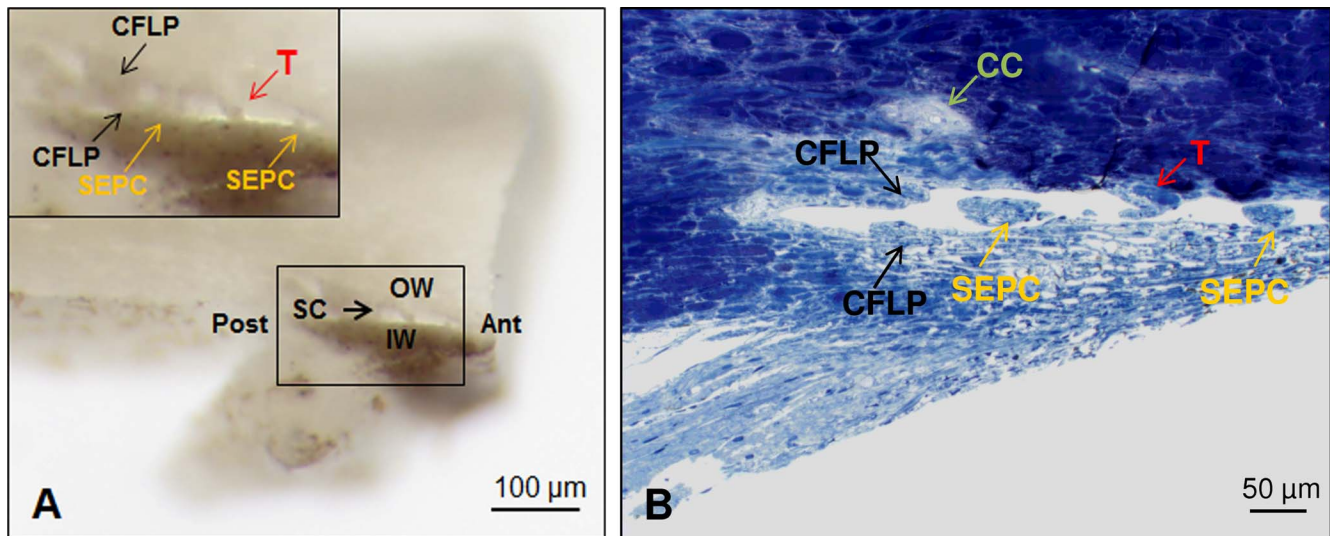 CFLP
T
CFLP
SEPC
SEPC
OW
SC
Post
Ant
IW
100 µm
A
CC
CFLP
T
CFLP
SEPC
SEPC
50 µm
B